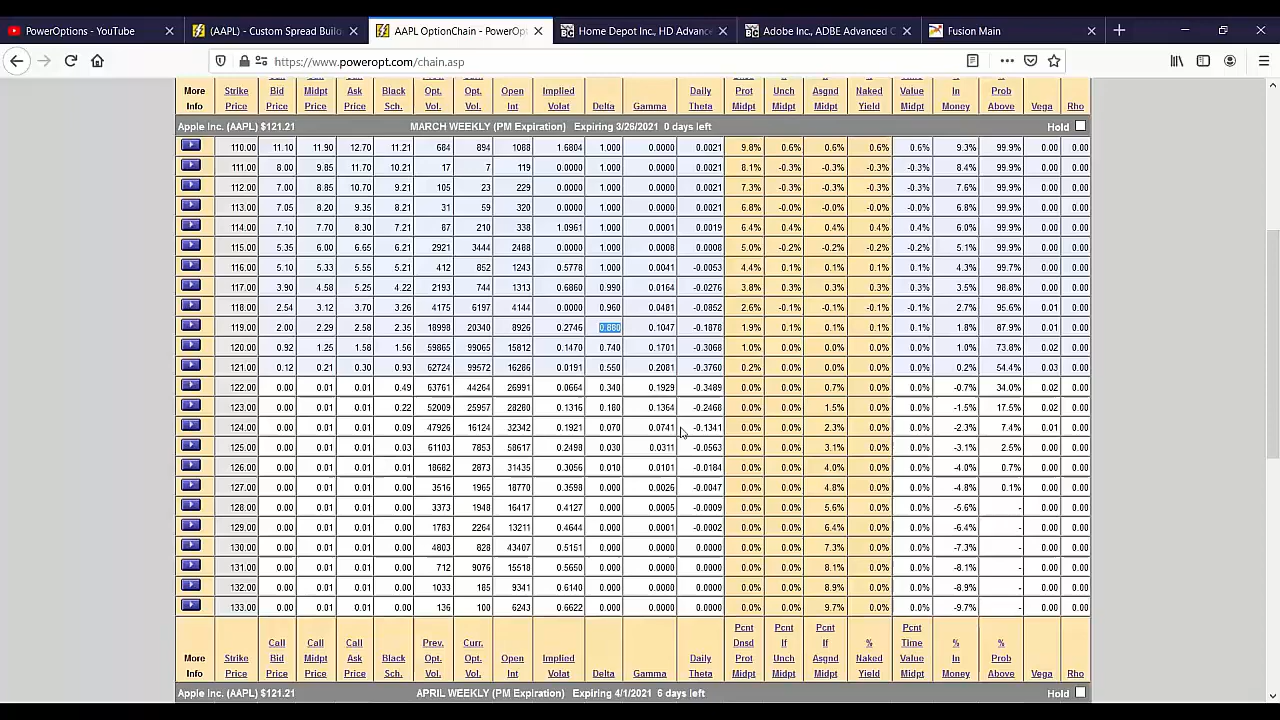 PowerOptions - YouTube
(AAPL) - Custom Spread Builo
AAPL OptionChain - PowerOpt
Home Depot Inc, HD Advance
Adobe Inc., ADBE Advanced C
Fusion Main
https://www.poweropt.com/chain.asp
More Strike Midpt Ask Black Opt. Opt. Open Implied Daily Prot Unch Asgnd Naked Value In Prob
Info Price Price Price Price Sch. Vol. Vol. Int Volat Delta Gamma Theta Midpt Midpt Midpt Yield Midpt Money Above Vega Rho
Apple Inc. (AAPL) $121.21 MARCH WEEKLY (PM Expiration) Expiring 3/26/2021 0 days left Hold
110.00 11.10 11.90 12.70 11.21 684 894 1088 1.6804 1.000 0.0000 0.0021 9.8% 0.6% 0.6% 0.6% 0.6% 9.3% 99.9% 0.00 0.00
111.00 8.00 9.85 11.70 10.21 17 7 119 0.0000 1.000 0.0000 0.0021 8.1% -0.3% -0.3% -0.3% -0.3% 8.4% 99.9% 0.00 0.00
112.00 7.00 8.85 10.70 9.21 105 23 229 0.0000 1.000 0.0000 0.0021 7.3% -0.3% -0.3% -0.3% -0.3% 7.6% 99.9% 0.00 0.00
113.00 7.05 8.20 9.35 8.21 31 59 320 0.0000 1.000 0.0000 0.0021 6.8% -0.0% -0.0% -0.0% -0.0% 6.8% 99.9% 0.00 0.00
114.00 7.10 7.70 8.30 7.21 87 210 338 1.0961 1.000 0.0001 0.0019 6.4% 0.4% 0.4% 0.4% 0.4% 6.0% 99.9% 0.00 0.00
115.00 5.35 6.00 6.65 6.21 2921 3444 2488 0.0000 1.000 0.0008 0.0008 5.0% -0.2% -0.2% -0.2% -0.2% 5.1% 99.9% 0.00 0.00
116.00 5.10 5.33 5.55 5.21 412 852 1243 0.5778 1.000 0.0041 -0.0053 4.4% 0.1% 0.1% 0.1% 0.1% 4.3% 99.7% 0.00 0.00
117.00 3.90 4.58 5.25 4.22 2193 744 1313 0.6860 0.990 0.0164 -0.0276 3.8% 0.3% 0.3% 0.3% 0.3% 3.5% 98.8% 0.00 0.00
118.00 2.54 3.12 3.70 3.26 4175 6197 4144 0.0000 0.960 0.0481 -0.0852 2.6% -0.1% -0.1% -0.1% -0.1% 2.7% 95.6% 0.01 0.00
119.00 2.00 2.29 2.58 2.35 18998 20340 8926 0.2746 0.880 0.1047 -0.1878 1.9% 0.1% 0.1% 0.1% 0.1% 1.8% 87.9% 0.01 0.00
120.00 0.92 1.25 1.58 1.56 59865 99065 15812 0.1470 0.740 0.1701 -0.3068 1.0% 0.0% 0.0% 0.0% 0.0% 1.0% 73.8% 0.02 0.00
121.00 0.12 0.21 0.30 0.93 62724 99572 16286 0.0191 0.550 0.2081 -0.3760 0.2% 0.0% 0.0% 0.0% 0.0% 0.2% 54.4% 0.03 0.00
122.00 0.00 0.01 0.01 0.49 63761 44264 26991 0.0664 0.340 0.1929 -0.3489 0.0% 0.0% 0.7% 0.0% 0.0% -0.7% 34.0% 0.02 0.00
123.00 0.00 0.01 0.01 0.22 52009 25957 28260 0.1316 0.180 0.1364 -0.2468 0.0% 0.0% 1.5% 0.0% 0.0% -1.5% 17.5% 0.02 0.00
124.00 0.00 0.01 0.01 0.09 47926 16124 32342 0.1921 0.070 0.0741 -0.1341 0.0% 0.0% 2.3% 0.0% 0.0% -2.3% 7.4% 0.01 0.00
125.00 0.00 0.01 0.01 0.03 61103 7853 58617 0.2498 0.030 0.0311 -0.0563 0.0% 0.0% 3.1% 0.0% 0.0% -3.1% 2.5% 0.00 0.00
126.00 0.00 0.01 0.01 0.01 18662 2873 31435 0.3056 0.010 0.0101 -0.0184 0.0% 0.0% 4.0% 0.0% 0.0% -4.0% 0.7% 0.00 0.00
127.00 0.00 0.01 0.01 0.00 3516 1965 18770 0.3598 0.000 0.0026 -0.0047 0.0% 0.0% 4.8% 0.0% 0.0% -4.8% 0.1% 0.00 0.00
128.00 0.00 0.01 0.01 0.00 3373 1948 16417 0.4127 0.000 0.0005 -0.0009 0.0% 0.0% 5.6% 0.0% 0.0% -5.6% - 0.00 0.00
129.00 0.00 0.01 0.01 0.00 1783 2264 13211 0.4644 0.000 0.0001 -0.0002 0.0% 0.0% 6.4% 0.0% 0.0% -6.4% - 0.00 0.00
130.00 0.00 0.01 0.01 0.00 4803 828 43407 0.5151 0.000 0.0000 0.0000 0.0% 0.0% 7.3% 0.0% 0.0% -7.3% - 0.00 0.00
131.00 0.00 0.01 0.01 0.00 712 9076 15518 0.5650 0.000 0.0000 0.0000 0.0% 0.0% 8.1% 0.0% 0.0% -8.1% - 0.00 0.00
132.00 0.00 0.01 0.01 0.00 1033 185 9341 0.6140 0.000 0.0000 0.0000 0.0% 0.0% 8.9% 0.0% 0.0% -8.9% - 0.00 0.00
133.00 0.00 0.01 0.01 0.00 136 100 6243 0.6622 0.000 0.0000 0.0000 0.0% 0.0% 9.7% 0.0% 0.0% -9.7% - 0.00 0.00
Pcnt Pcnt Pcnt Pcnt
Call Call Call Prev. Curr. Dnsd If If % Time % %
More Strike Bid Midpt Ask Black Opt. Opt. Open Implied Daily Prot Unch Asgnd Naked Value In Prob
Info Price Price Price Price Sch. Vol. Vol. Int Volat Delta Gamma Theta Midpt Midpt Midpt Yield Midpt Money Above Vega Rho
Apple Inc. (AAPL) $121.21 APRIL WEEKLY (PM Expiration) Expiring 4/1/2021 6 days left Hold